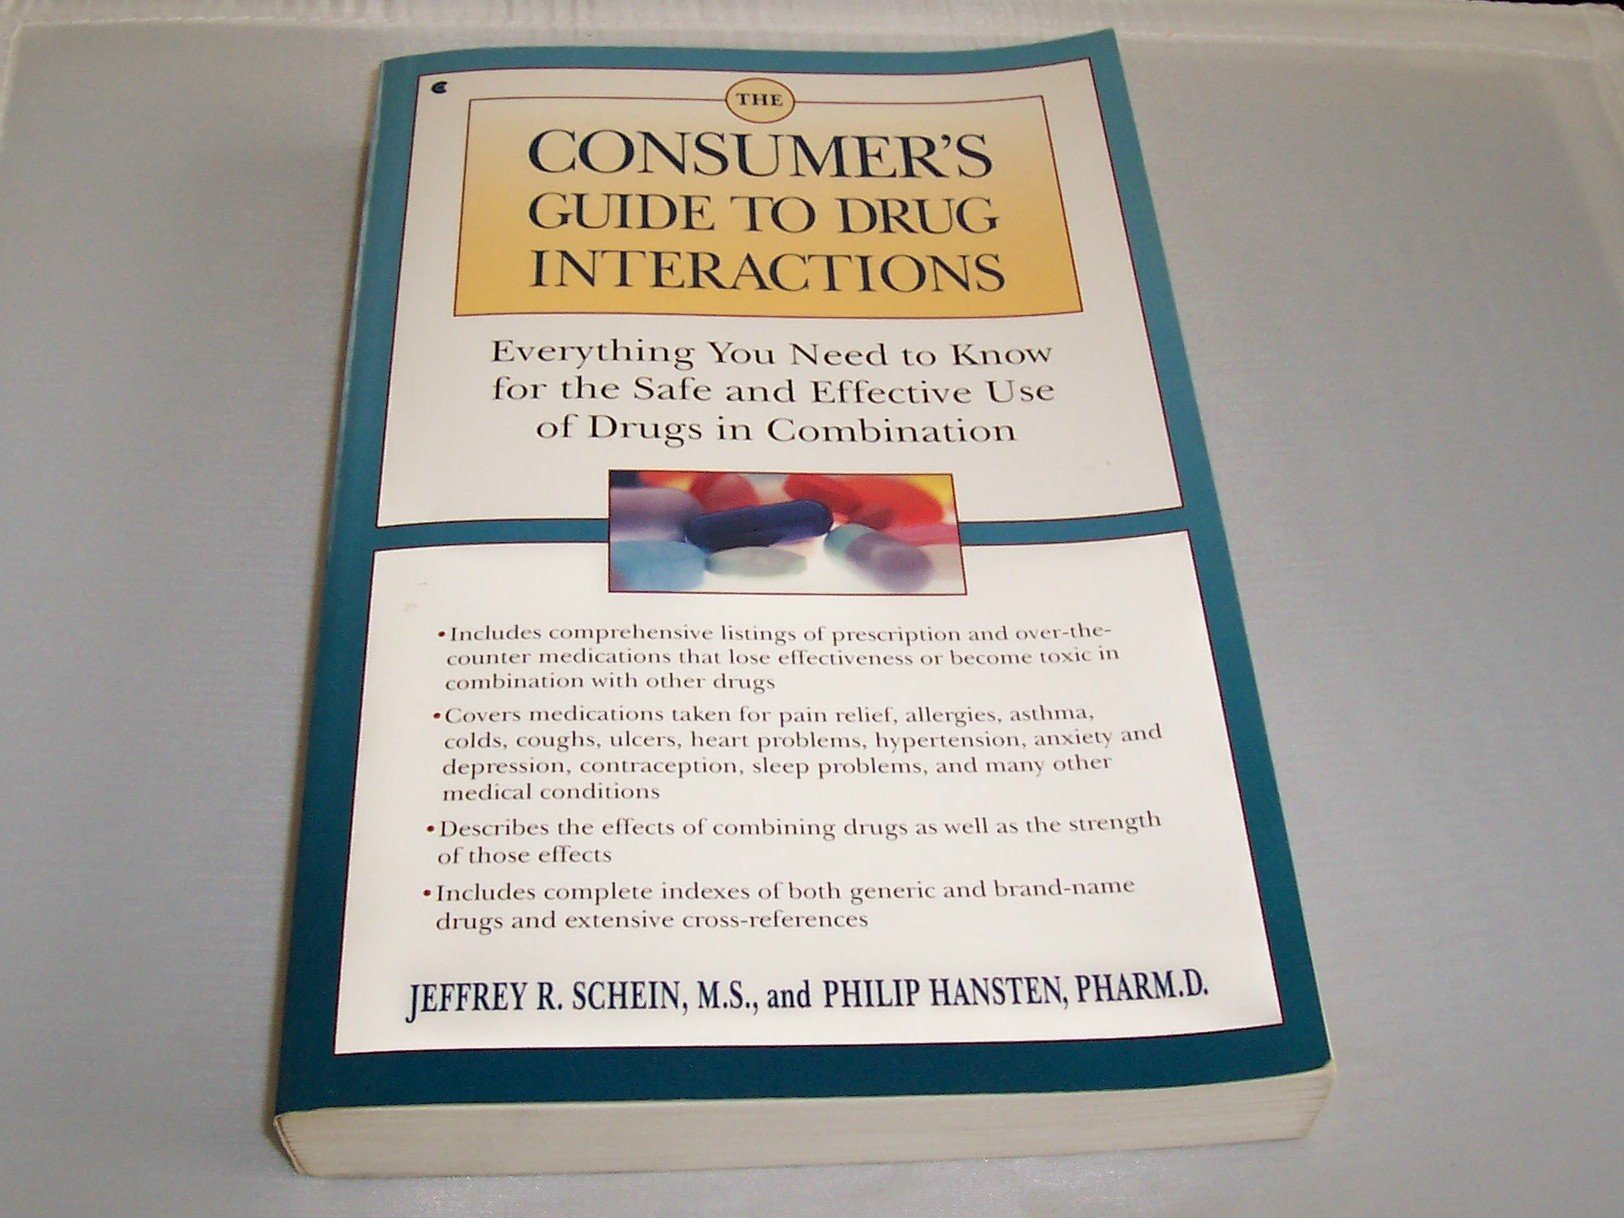 THE
CONSUMER'S
GUIDE TO DRUG
INTERACTIONS
Everything You Need to Know
for the Safe and Effective Use
of Drugs in Combination
• Includes comprehensive listings of prescription and over-the-
counter medications that lose effectiveness or become toxic in
combination with other drugs
• Covers medications taken for pain relief, allergies, asthma,
colds, coughs, ulcers, heart problems, hypertension, anxiety and
depression, contraception, sleep problems, and many other
medical conditions
• Describes the effects of combining drugs as well as the strength
of those effects
• Includes complete indexes of both generic and brand-name
drugs and extensive cross-references
JEFFREY R. SCHEIN, M.S., and PHILIP HANSTEN, PHARM.D.